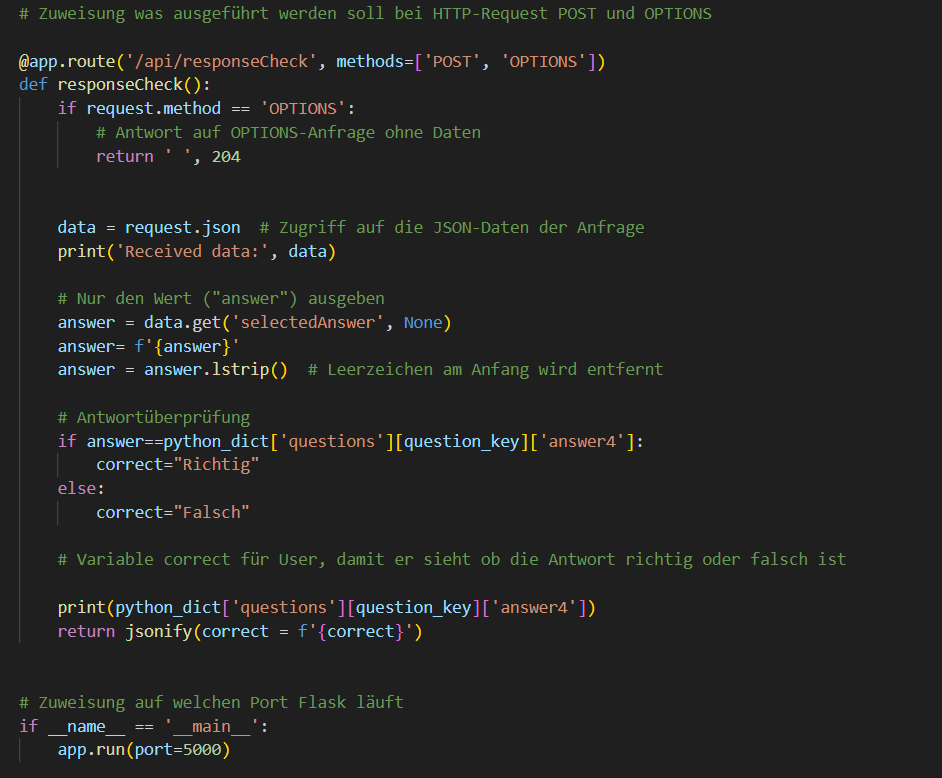 # Zuweisung was ausgeführt werden soll bei HTTP-Request POST und OPTIONS
@app.route('/api/responseCheck', methods=['POST', 'OPTIONS'])
def responseCheck():
    if request.method == 'OPTIONS':
        # Antwort auf OPTIONS-Anfrage ohne Daten
        return ' ', 204
    data = request.json  # Zugriff auf die JSON-Daten der Anfrage
    print('Received data:', data)
    # Nur den Wert ("answer") ausgeben
    answer = data.get('selectedAnswer', None)
    answer= f'{answer}'
    answer = answer.lstrip()  # Leerzeichen am Anfang wird entfernt
    # Antwortüberprüfung
    if answer==python_dict['questions'][question_key]['answer4']:
        correct="Richtig"
    else:
        correct="Falsch"
    # Variable correct für User, damit er sieht ob die Antwort richtig oder falsch ist
    print(python_dict['questions'][question_key]['answer4'])
    return jsonify(correct = f'{correct}')
# Zuweisung auf welchen Port Flask läuft
if __name__ == '__main__':
    app.run(port=5000)